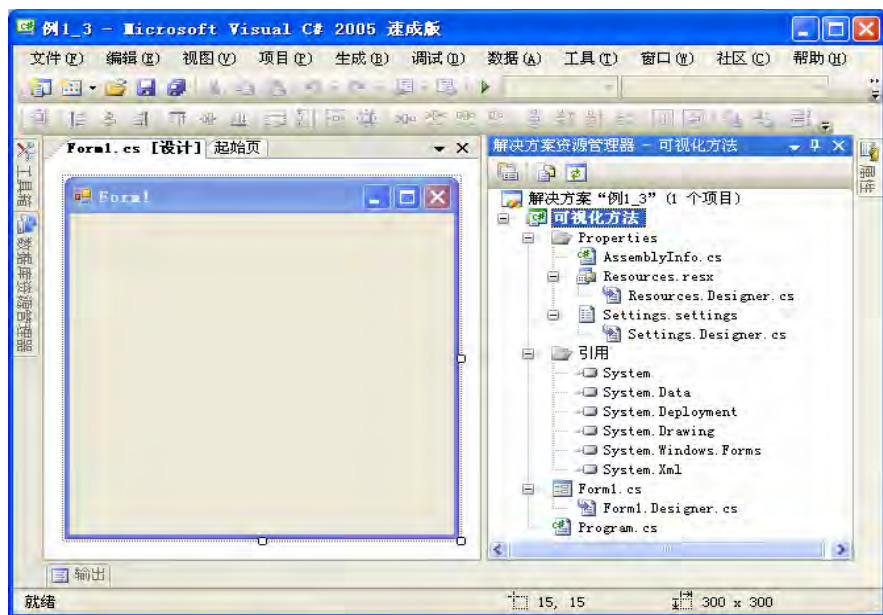 例1_3 - Microsoft Visual C# 2005 速成版
文件(F) 编辑(E) 视图(V) 项目(P) 生成(B) 调试(D) 数据(A) 工具(T) 窗口(W) 社区(C) 帮助(H)
Form1.cs [设计] 起始页
工具箱
数据库资源管理器
Form1
解决方案资源管理器 - 可视化方法
解决方案“例1_3”(1 个项目)
可视化方法
Properties
AssemblyInfo.cs
Resources.resx
Resources.Designer.cs
Settings.settings
Settings.Designer.cs
引用
System
System.Data
System.Deployment
System.Drawing
System.Windows.Forms
System.Xml
Form1.cs
Form1.Designer.cs
Program.cs
输出
就绪
15, 15
300 x 300